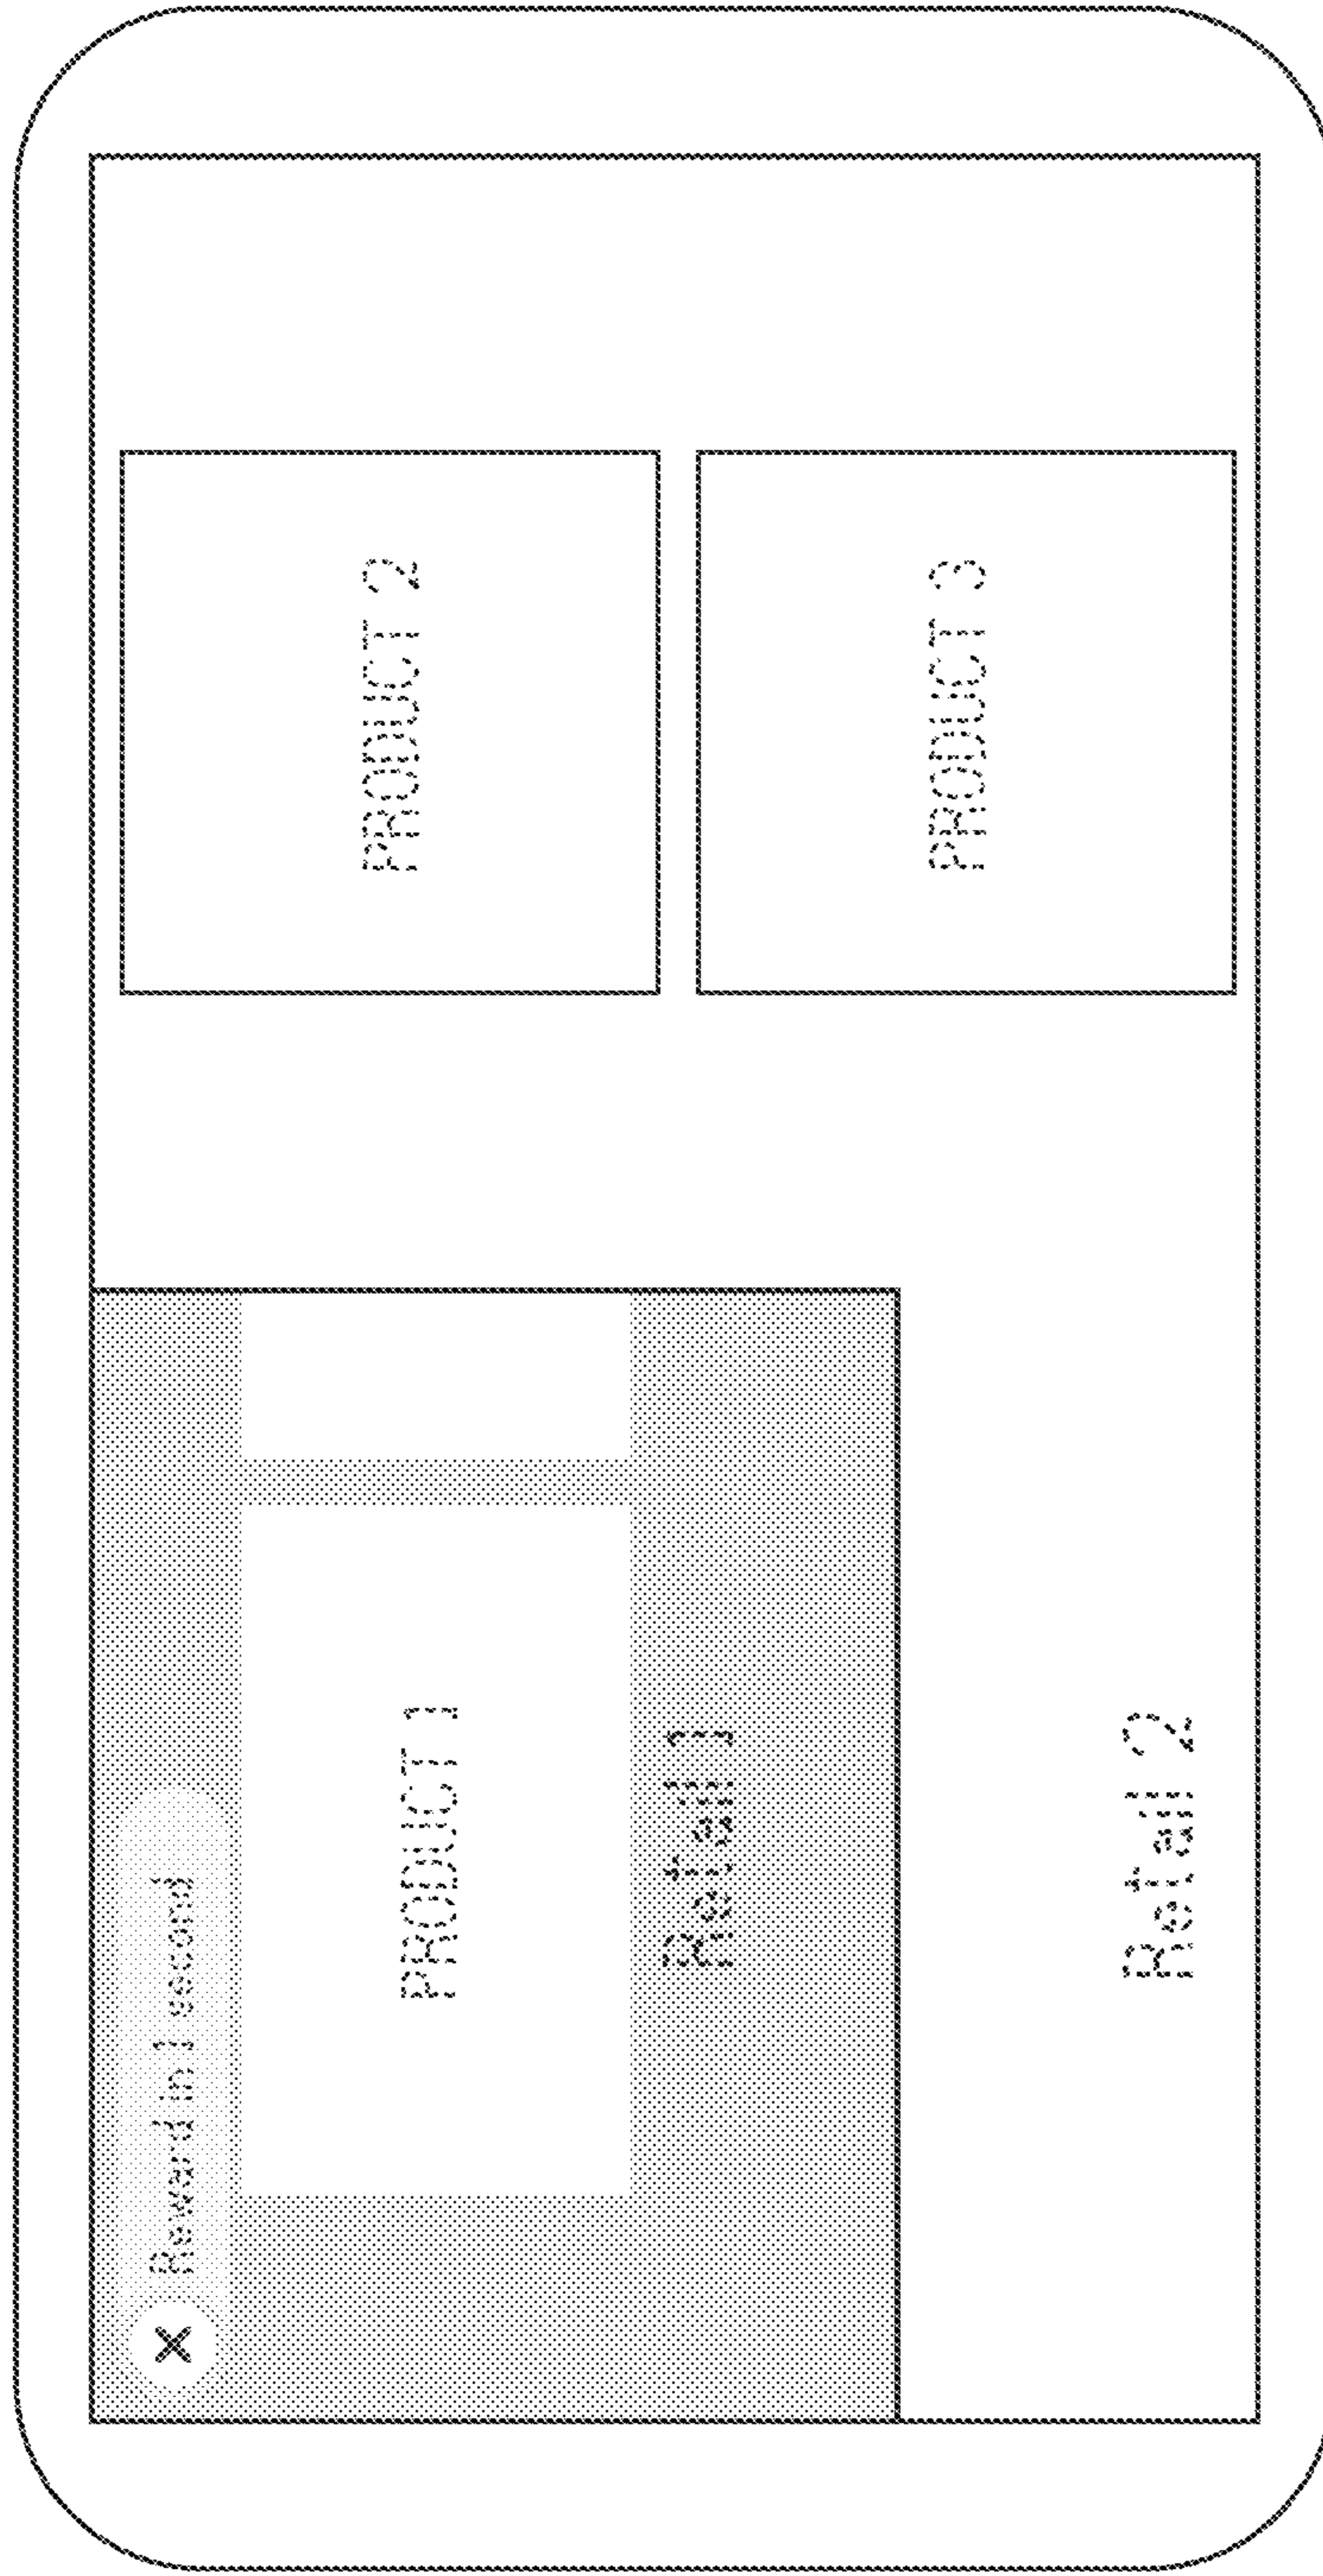 X Reward in 1 second
PRODUCT 1
Retail 1
Retail 2
PRODUCT 2
PRODUCT 3